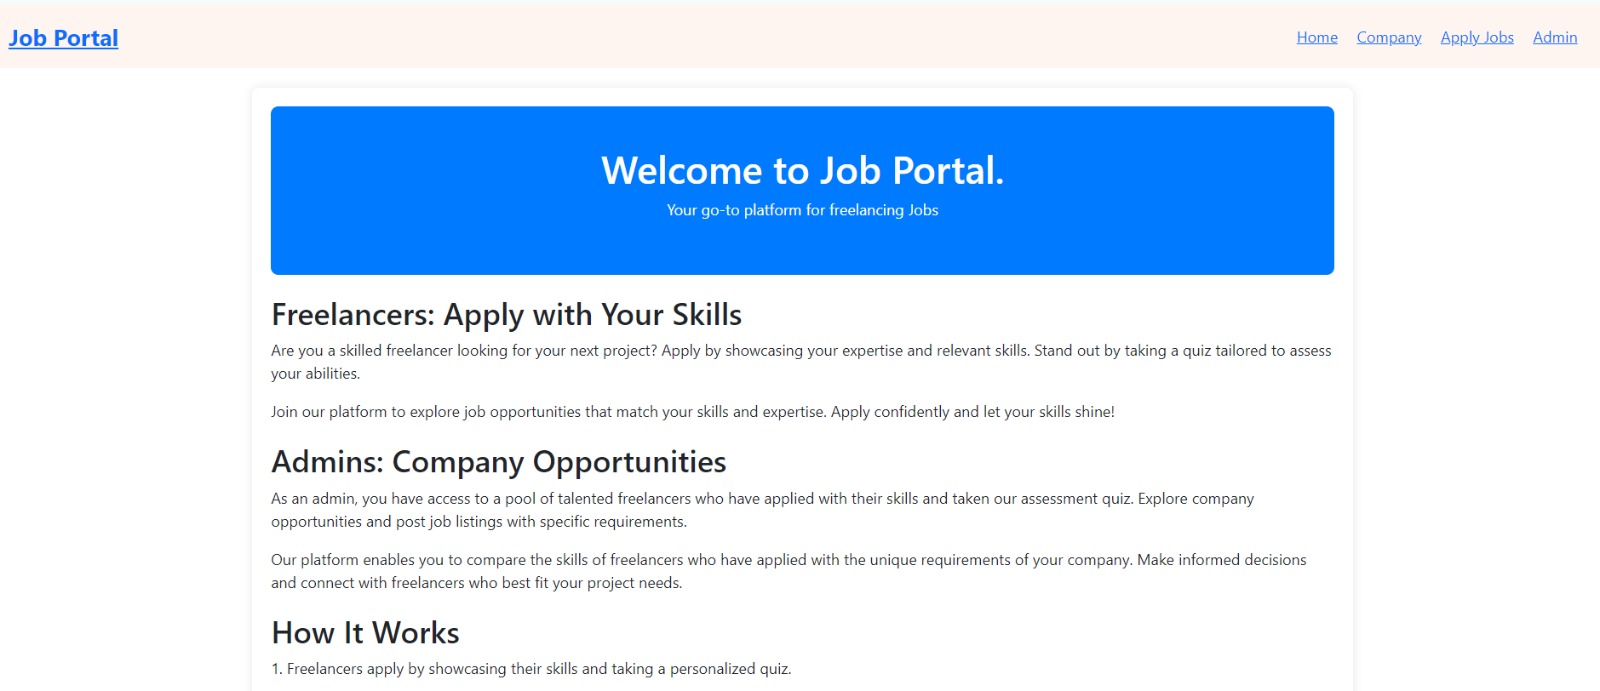 Job Portal
Home Company Apply Jobs Admin
Welcome to Job Portal.
Your go-to platform for freelancing Jobs
Freelancers: Apply with Your Skills
Are you a skilled freelancer looking for your next project? Apply by showcasing your expertise and relevant skills. Stand out by taking a quiz tailored to assess
your abilities.
Join our platform to explore job opportunities that match your skills and expertise. Apply confidently and let your skills shine!
Admins: Company Opportunities
As an admin, you have access to a pool of talented freelancers who have applied with their skills and taken our assessment quiz. Explore company
opportunities and post job listings with specific requirements.
Our platform enables you to compare the skills of freelancers who have applied with the unique requirements of your company. Make informed decisions
and connect with freelancers who best fit your project needs.
How It Works
1. Freelancers apply by showcasing their skills and taking a personalized quiz.